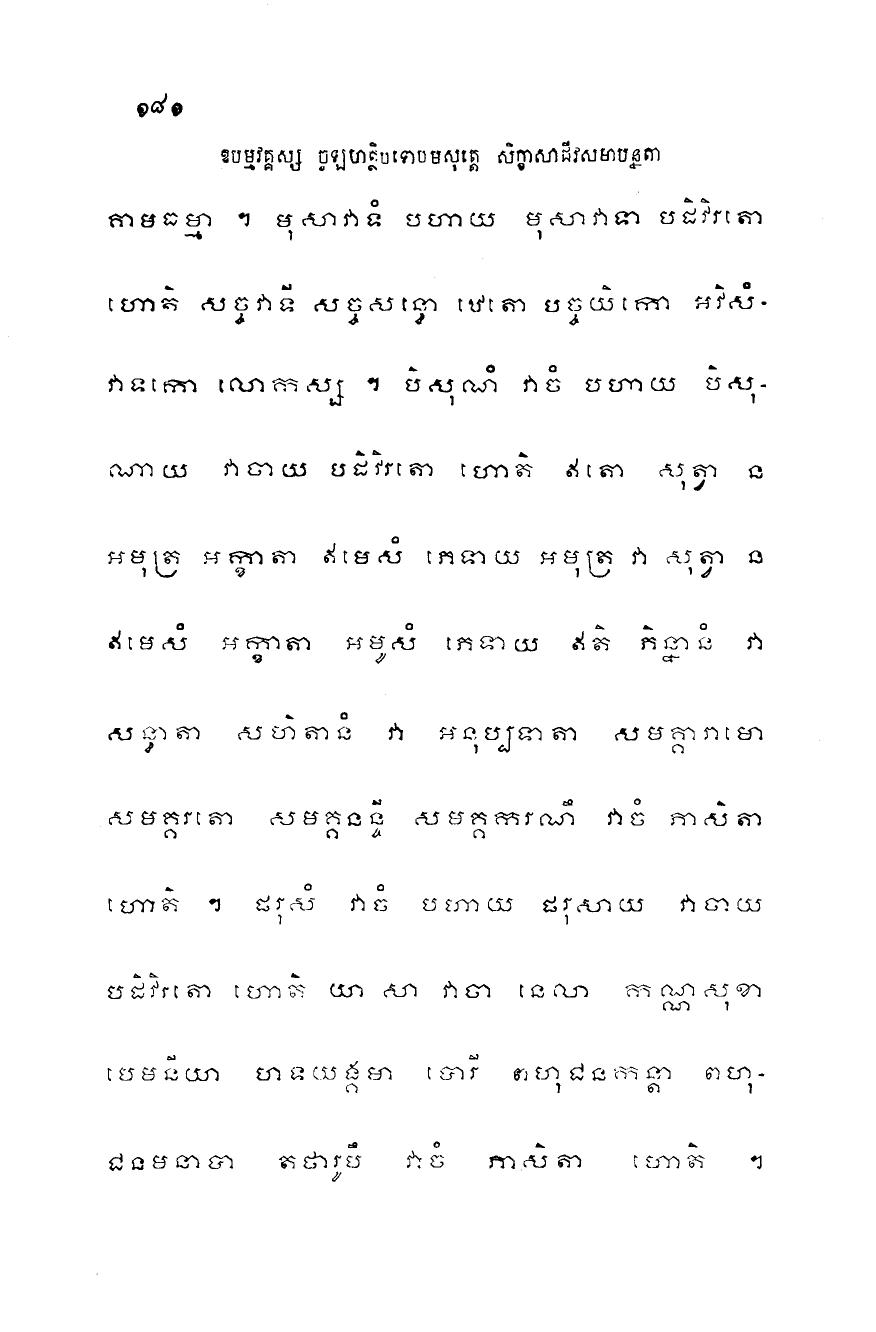 ១៨១
ឱបម្មវគ្គស្ស ចូឡហត្ថិបទោបមសុត្តេ សិក្ខាសាជីវសមាបន្នតា
គាមធម្មា ។ មុសាវាទំ បហាយ មុសាវាទា បដិវិរតោ
ហោតិ សច្ចវាទី សច្ចសន្ធោ ឋេតោ បច្ចយិកោ អវិសំ-
វាទកោ លោកស្ស ។ បិសុណំ វាចំ បហាយ បិសុ-
ណាយ វាចាយ បដិវិរតោ ហោតិ ឥតោ សុត្វា ន
អមុត្រ អក្ខាតា ឥមេសំ ភេទាយ អមុត្រ វា សុត្វា ន
ឥមេសំ អក្ខាតា អមូសំ ភេទាយ ឥតិ ភិន្នានំ វា
សន្ធាតា សហិតានំ វា អនុប្បទាតា សមគ្គារាមោ
សមគ្គរតោ សមគ្គនន្ទី សមគ្គករណឹ វាចំ ភាសិតា
ហោតិ ។ ផរុសំ វាចំ បហាយ ផរុសាយ វាចាយ
បដិវិរតោ ហោតិ យា សា វាចា នេលា កណ្ណសុខា
បេមនីយា ហទយង្គមា បោរី ពហុជនកន្តា ពហុ-
ជនមនាបា តថារូបឹ វាចំ ភាសិតា ហោតិ ។